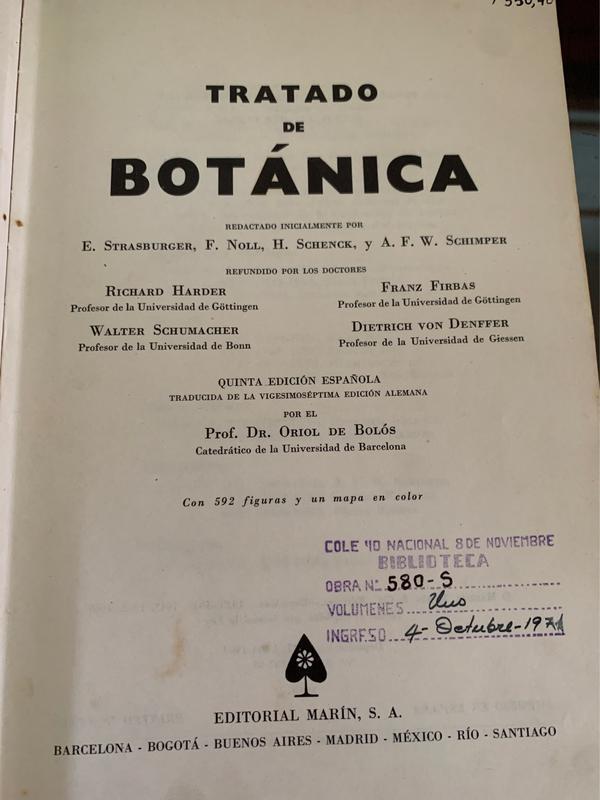 TRATADO
DE
BOTÁNICA
REDACTADO INICIALMENTE POR
E. STRASBURGER, F. NOLL, H. SCHENCK, y A. F. W. SCHIMPER
REFUNDIDO POR LOS DOCTORES
RICHARD HARDER
Profesor de la Universidad de Göttingen
FRANZ FIRBAS
Profesor de la Universidad de Göttingen
WALTER SCHUMACHER
Profesor de la Universidad de Bonn
DIETRICH VON DENFFER
Profesor de la Universidad de Giessen
QUINTA EDICIÓN ESPAÑOLA
TRADUCIDA DE LA VIGESIMOSÉPTIMA EDICIÓN ALEMANA
POR EL
Prof. Dr. ORIOL DE BOLÓS
Catedrático de la Universidad de Barcelona
Con 592 figuras y un mapa en color
COLE IO NACIONAL 8 DE NOVIEMBRE
BIBLIOTECA
OBRA Nº 580-S
VOLUMENES Uno
INGRESO 4- Octubre-1971
EDITORIAL MARÍN, S. A.
BARCELONA - BOGOTÁ - BUENOS AIRES - MADRID - MÉXICO - RÍO - SANTIAGO